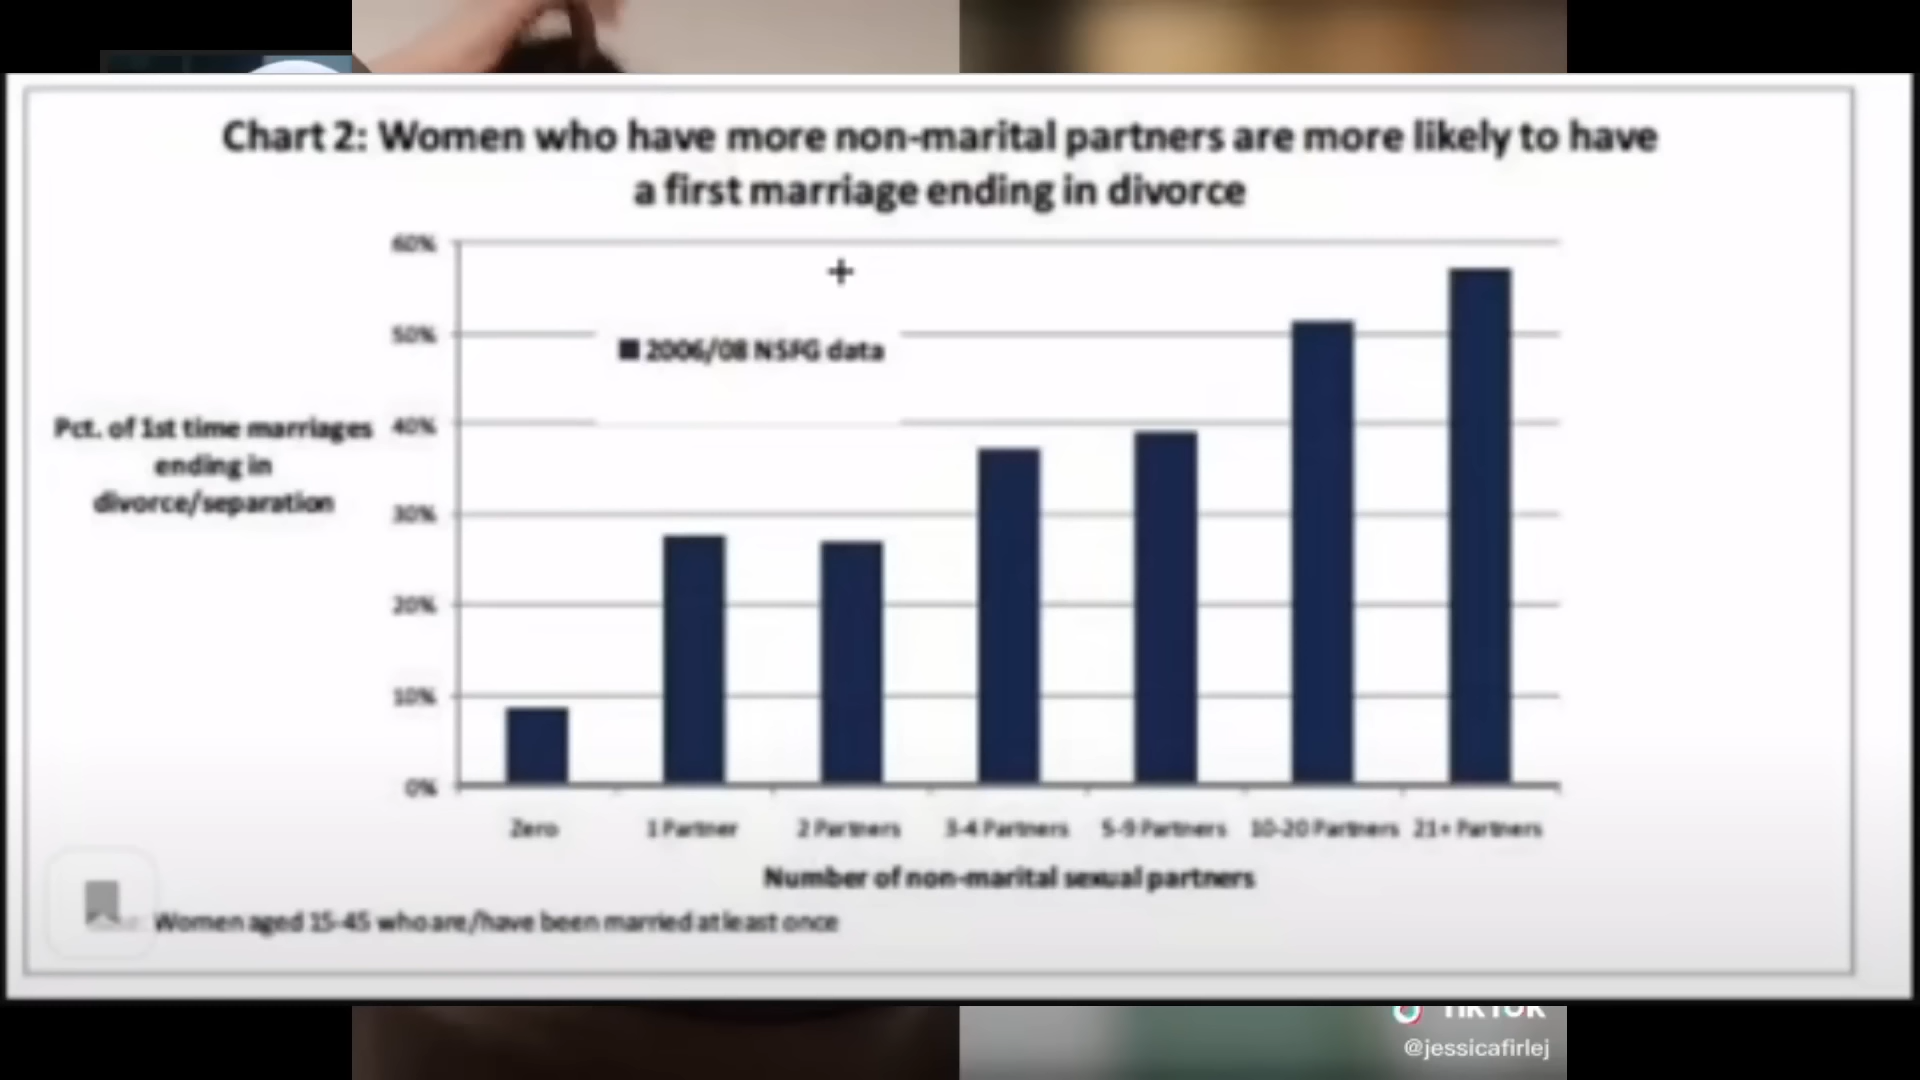 Chart 2: Women who have more non-marital partners are more likely to have
a first marriage ending in divorce
60%
50%
40%
30%
20%
10%
0%
2006/08 NSFG data
Pct. of 1st time marriages
ending in
divorce/separation
Zero
1 Partner
2 Partners
3-4 Partners
5-9 Partners
10-20 Partners
21+ Partners
Number of non-marital sexual partners
Women aged 15-45 who are/have been married at least once
TikTok
@jessicafirlej